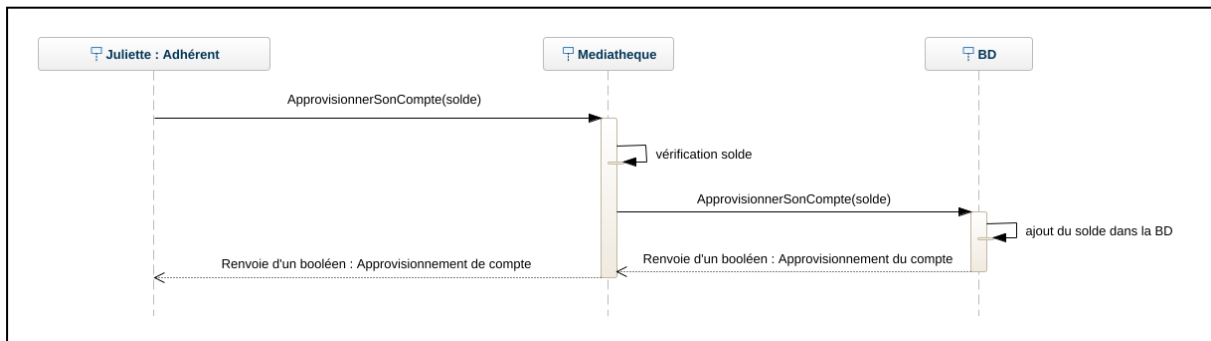 Juliette : Adhérent
Mediatheque
BD
ApprovisionnerSonCompte(solde)
vérification solde
ApprovisionnerSonCompte(solde)
ajout du solde dans la BD
Renvoie d'un booléen : Approvisionnement du compte
Renvoie d'un booléen : Approvisionnement de compte